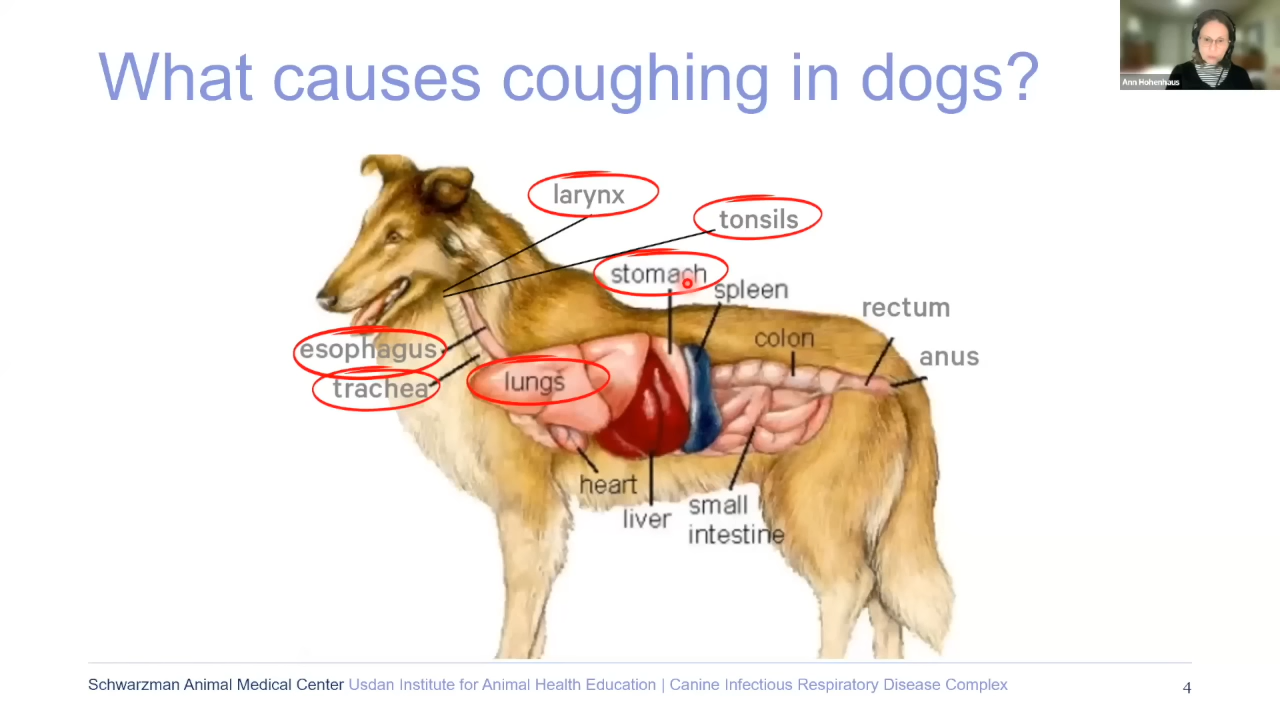 What causes coughing in dogs?
Ann Hohenhaus
larynx
tonsils
stomach
spleen
rectum
colon
anus
esophagus
trachea
lungs
heart
liver
small
intestine
Schwarzman Animal Medical Center Usdan Institute for Animal Health Education | Canine Infectious Respiratory Disease Complex
4